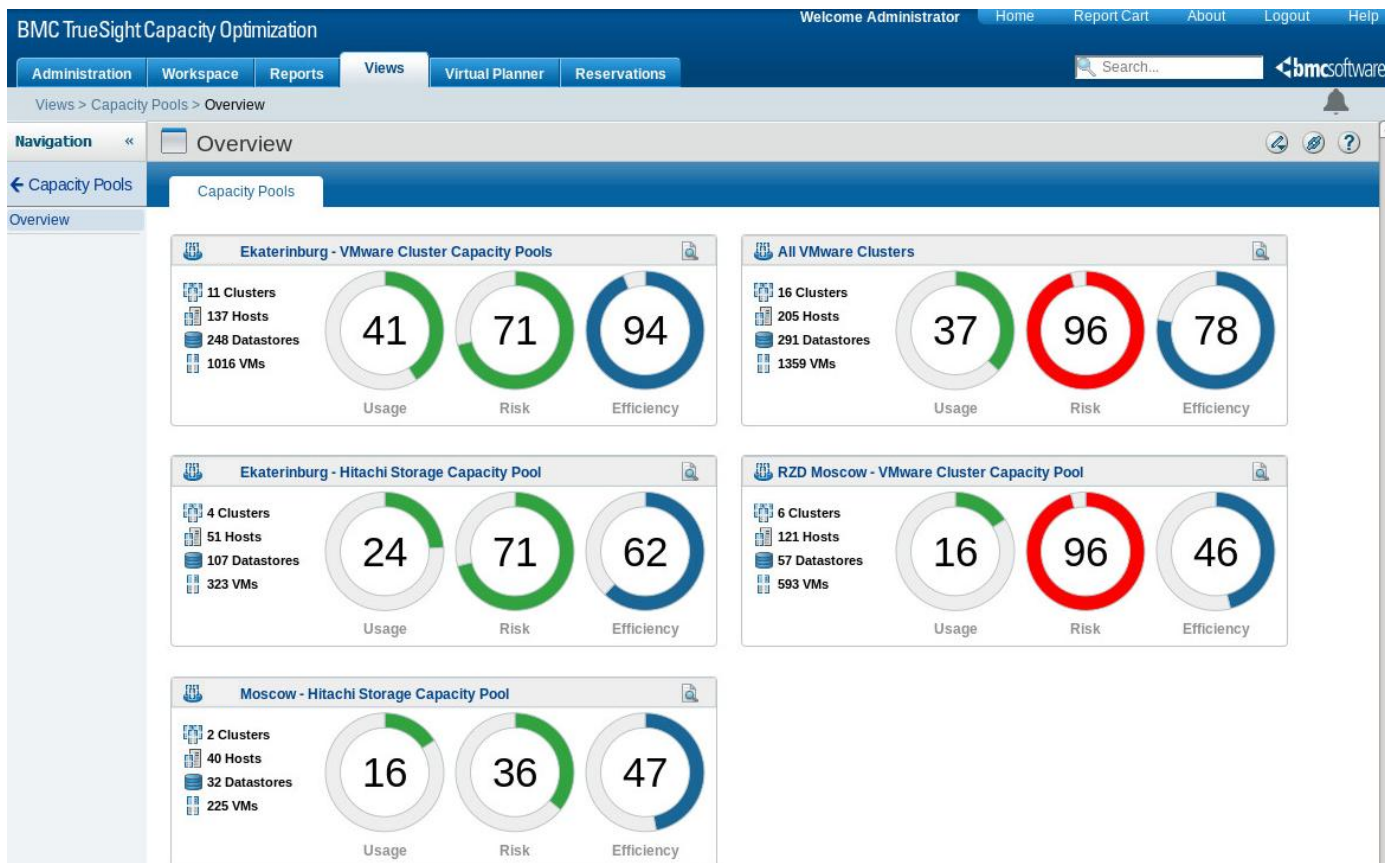 BMC TrueSight Capacity Optimization
Welcome Administrator Home Report Cart About Logout Help
Administration Workspace Reports Views Virtual Planner Reservations
Search...
bmcsoftware
Views > Capacity Pools > Overview
Navigation «
Overview
Capacity Pools
Overview
Capacity Pools
Ekaterinburg - VMware Cluster Capacity Pools
11 Clusters
137 Hosts
248 Datastores
1016 VMs
41 71 94
Usage Risk Efficiency
All VMware Clusters
16 Clusters
205 Hosts
291 Datastores
1359 VMs
37 96 78
Usage Risk Efficiency
Ekaterinburg - Hitachi Storage Capacity Pool
4 Clusters
51 Hosts
107 Datastores
323 VMs
24 71 62
Usage Risk Efficiency
RZD Moscow - VMware Cluster Capacity Pool
6 Clusters
121 Hosts
57 Datastores
593 VMs
16 96 46
Usage Risk Efficiency
Moscow - Hitachi Storage Capacity Pool
2 Clusters
40 Hosts
32 Datastores
225 VMs
16 36 47
Usage Risk Efficiency